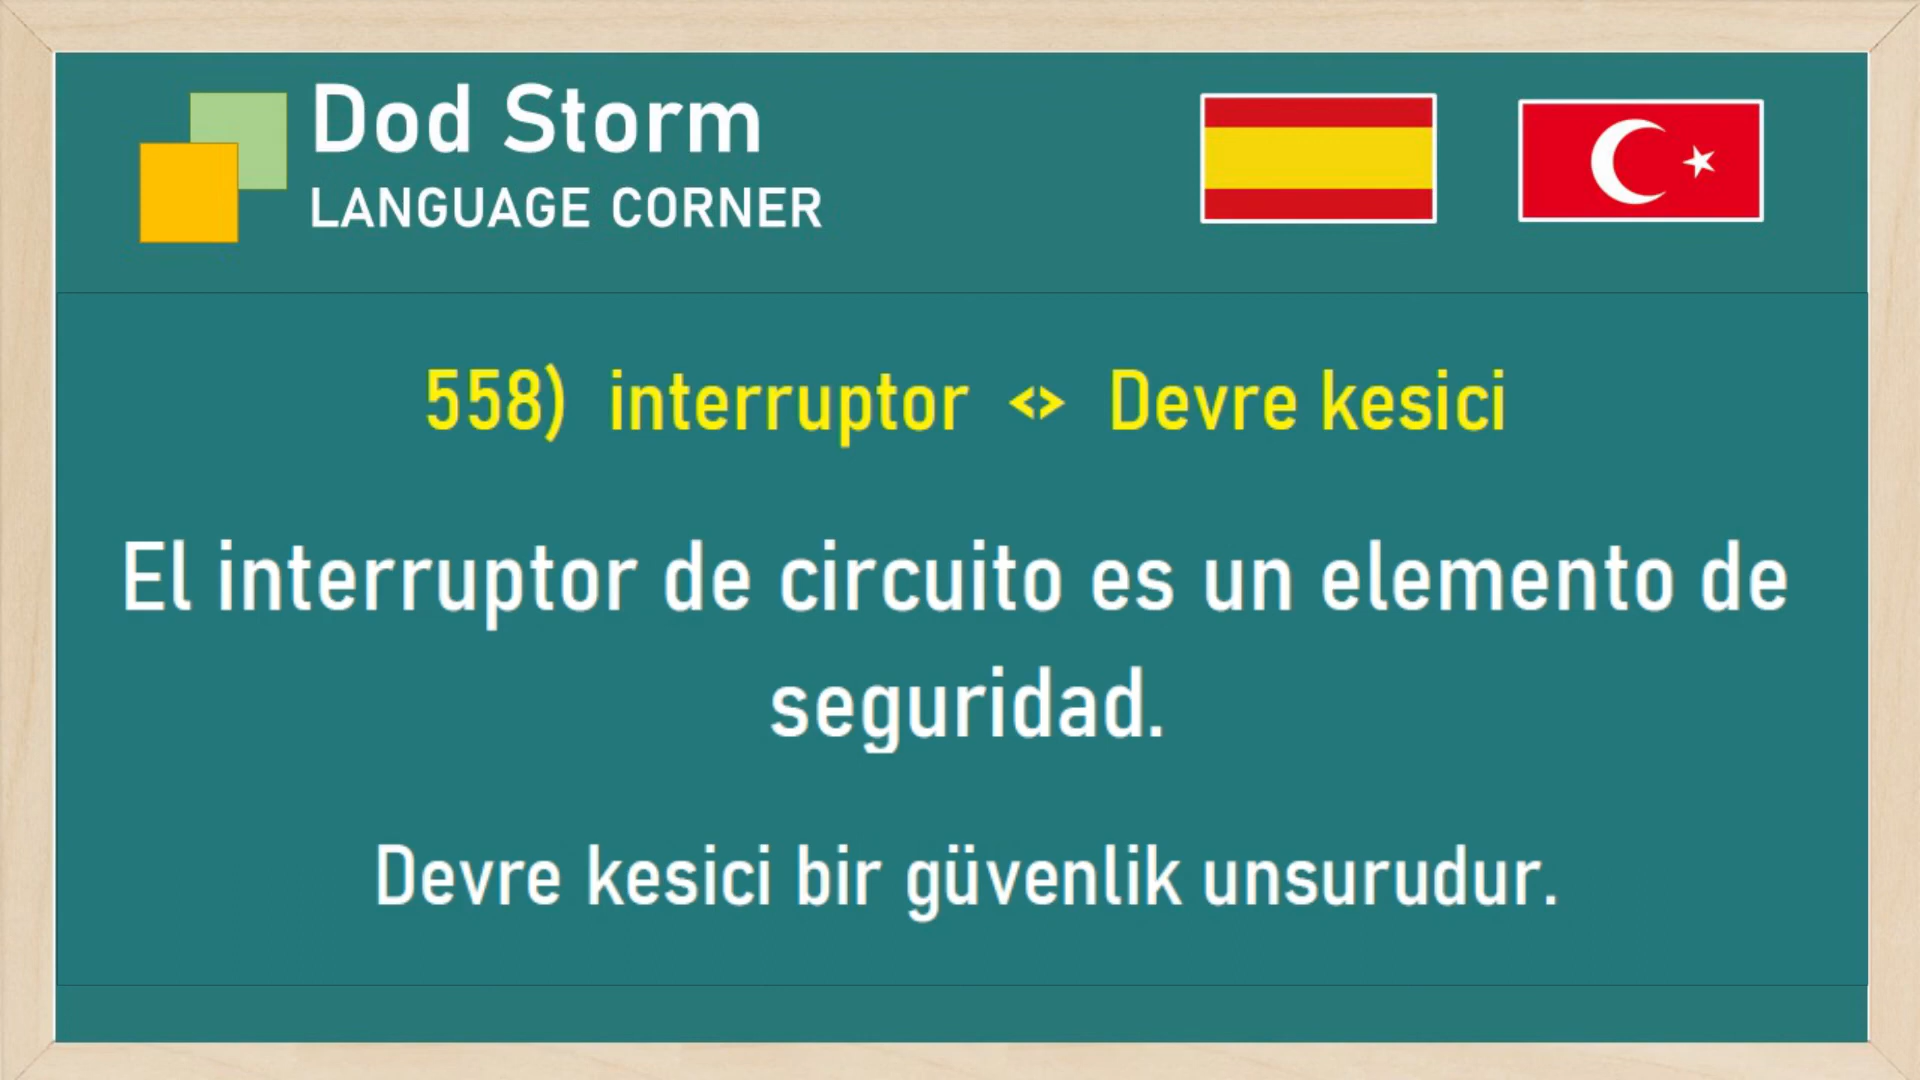 Dod Storm
LANGUAGE CORNER
558) interruptor <> Devre kesici
El interruptor de circuito es un elemento de
seguridad.
Devre kesici bir güvenlik unsurudur.